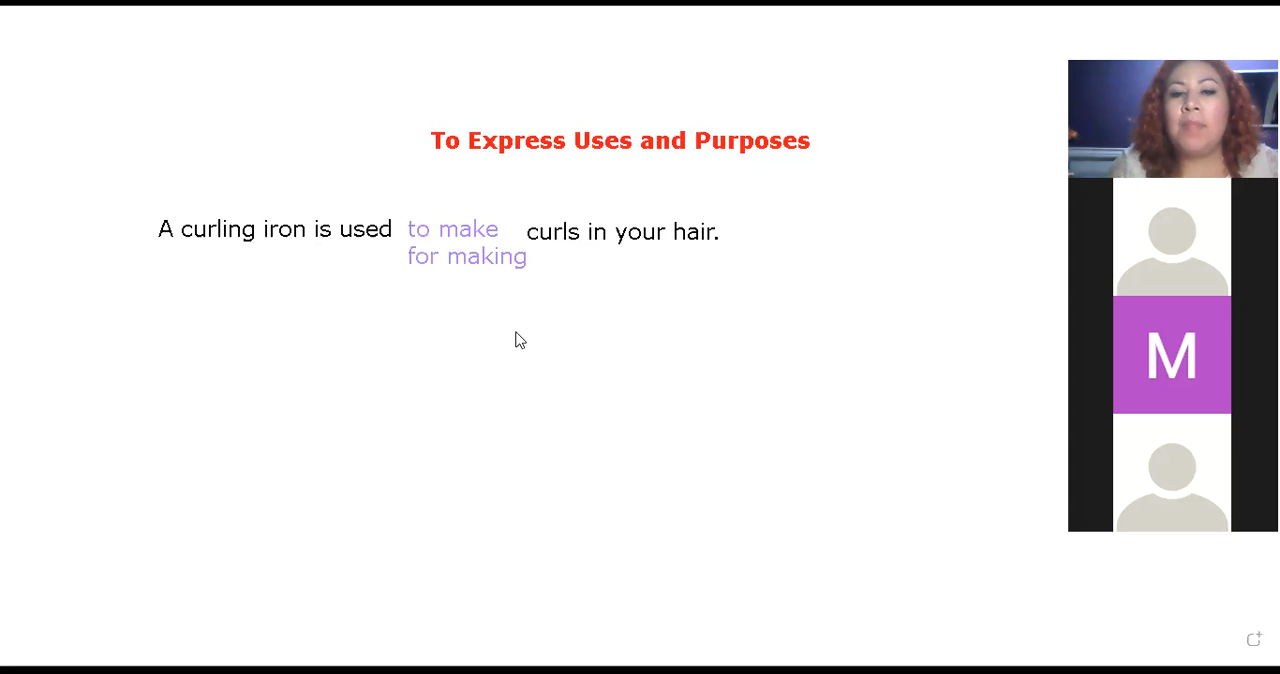 To Express Uses and Purposes
A curling iron is used to make curls in your hair.
for making
M